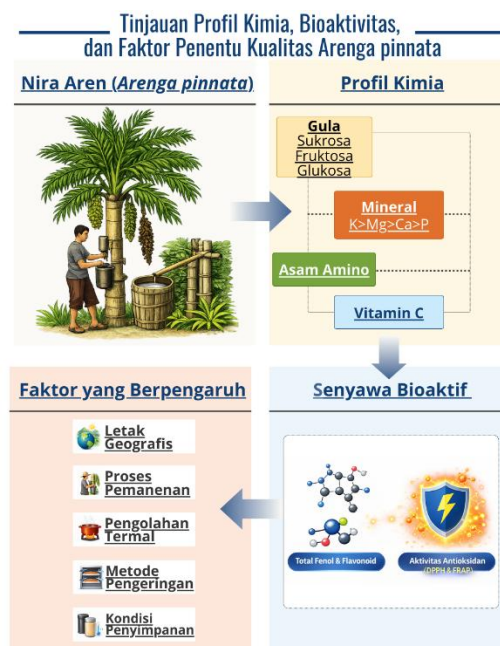 Tinjauan Profil Kimia, Bioaktivitas,
dan Faktor Penentu Kualitas Arenga pinnata
Nira Aren (Arenga pinnata)
Profil Kimia
Gula
Sukrosa
Fruktosa
Glukosa
Mineral
K>Mg>Ca>P
Asam Amino
Vitamin C
Faktor yang Berpengaruh
Letak
Geografis
Proses
Pemanenan
Pengolahan
Termal
Metode
Pengeringan
Kondisi
Penyimpanan
Senyawa Bioaktif
Total Fenol & Flavonoid
Aktivitas Antioksidan
(DPPH & FRAP)